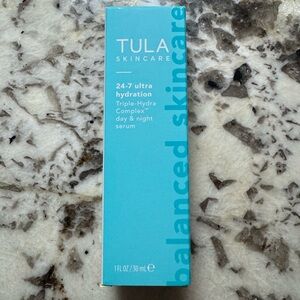 TULA
SKINCARE
24-7 ultra
hydration
Triple-Hydra
Complex™
day & night
serum
1 FL OZ / 30 mL ℮
balanced skincare